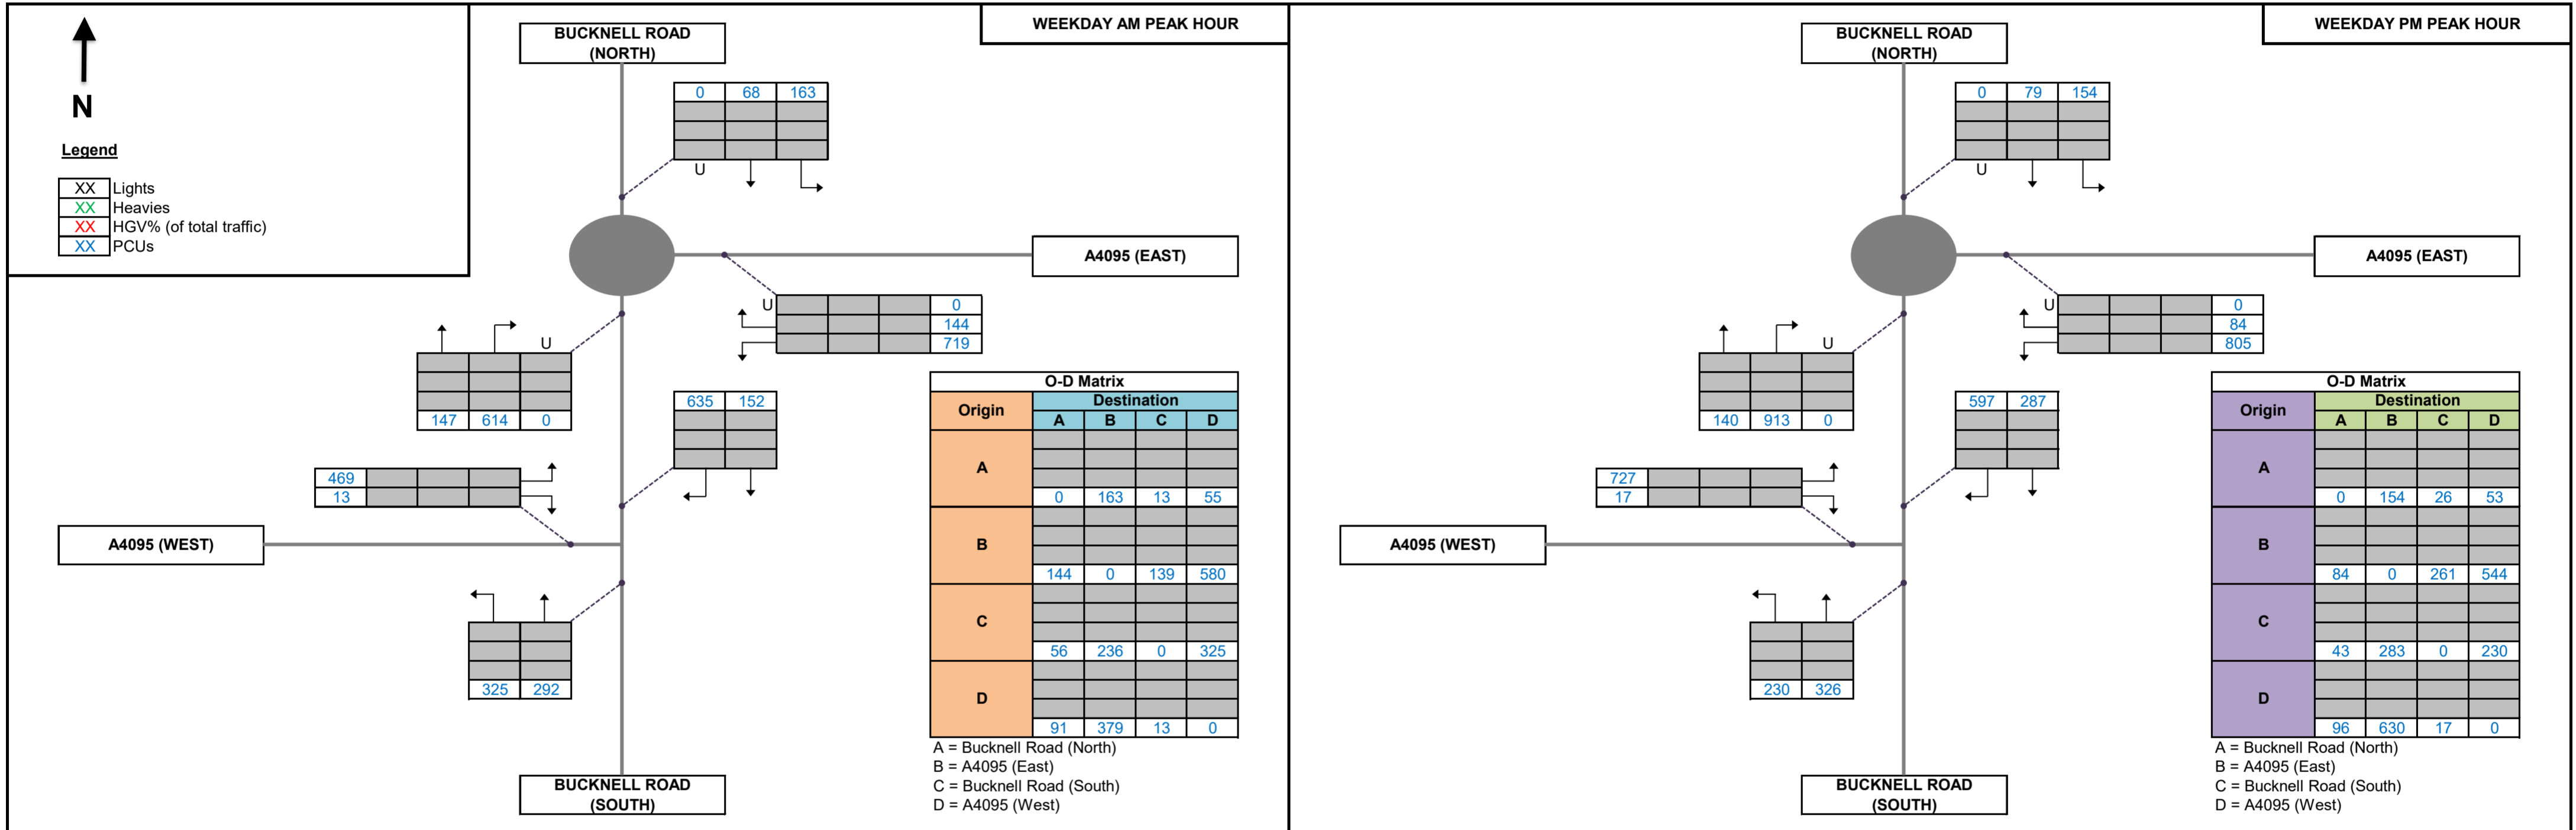 WEEKDAY AM PEAK HOUR
BUCKNELL ROAD
(NORTH)
N
0 68 163
U
Legend
XX Lights
XX Heavies
XX HGV% (of total traffic)
XX PCUs
A4095 (EAST)
U 0
144
719
U
147 614 0
635 152
469
13
A4095 (WEST)
325 292
BUCKNELL ROAD
(SOUTH)
O-D Matrix
Origin Destination
A B C D
A
0 163 13 55
B
144 0 139 580
C
56 236 0 325
D
91 379 13 0
A = Bucknell Road (North)
B = A4095 (East)
C = Bucknell Road (South)
D = A4095 (West)
WEEKDAY PM PEAK HOUR
BUCKNELL ROAD
(NORTH)
0 79 154
U
A4095 (EAST)
U 0
84
805
U
140 913 0
597 287
727
17
A4095 (WEST)
230 326
BUCKNELL ROAD
(SOUTH)
O-D Matrix
Origin Destination
A B C D
A
0 154 26 53
B
84 0 261 544
C
43 283 0 230
D
96 630 17 0
A = Bucknell Road (North)
B = A4095 (East)
C = Bucknell Road (South)
D = A4095 (West)